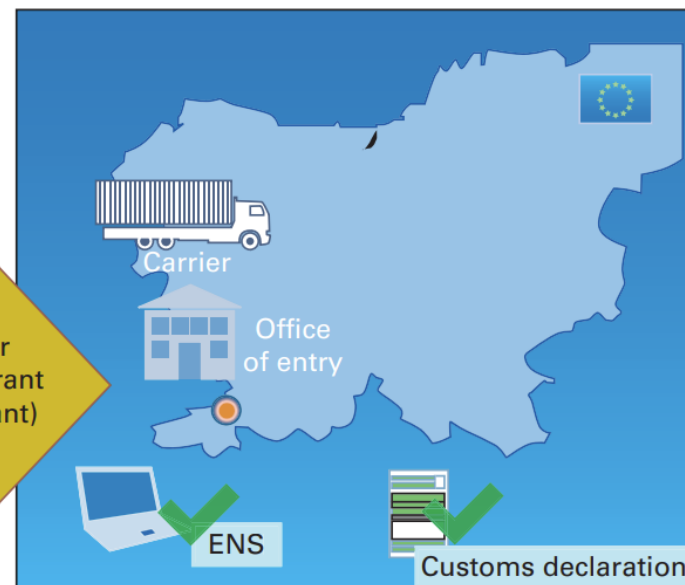 Carrier
Office
of entry
ENS
Customs declaration